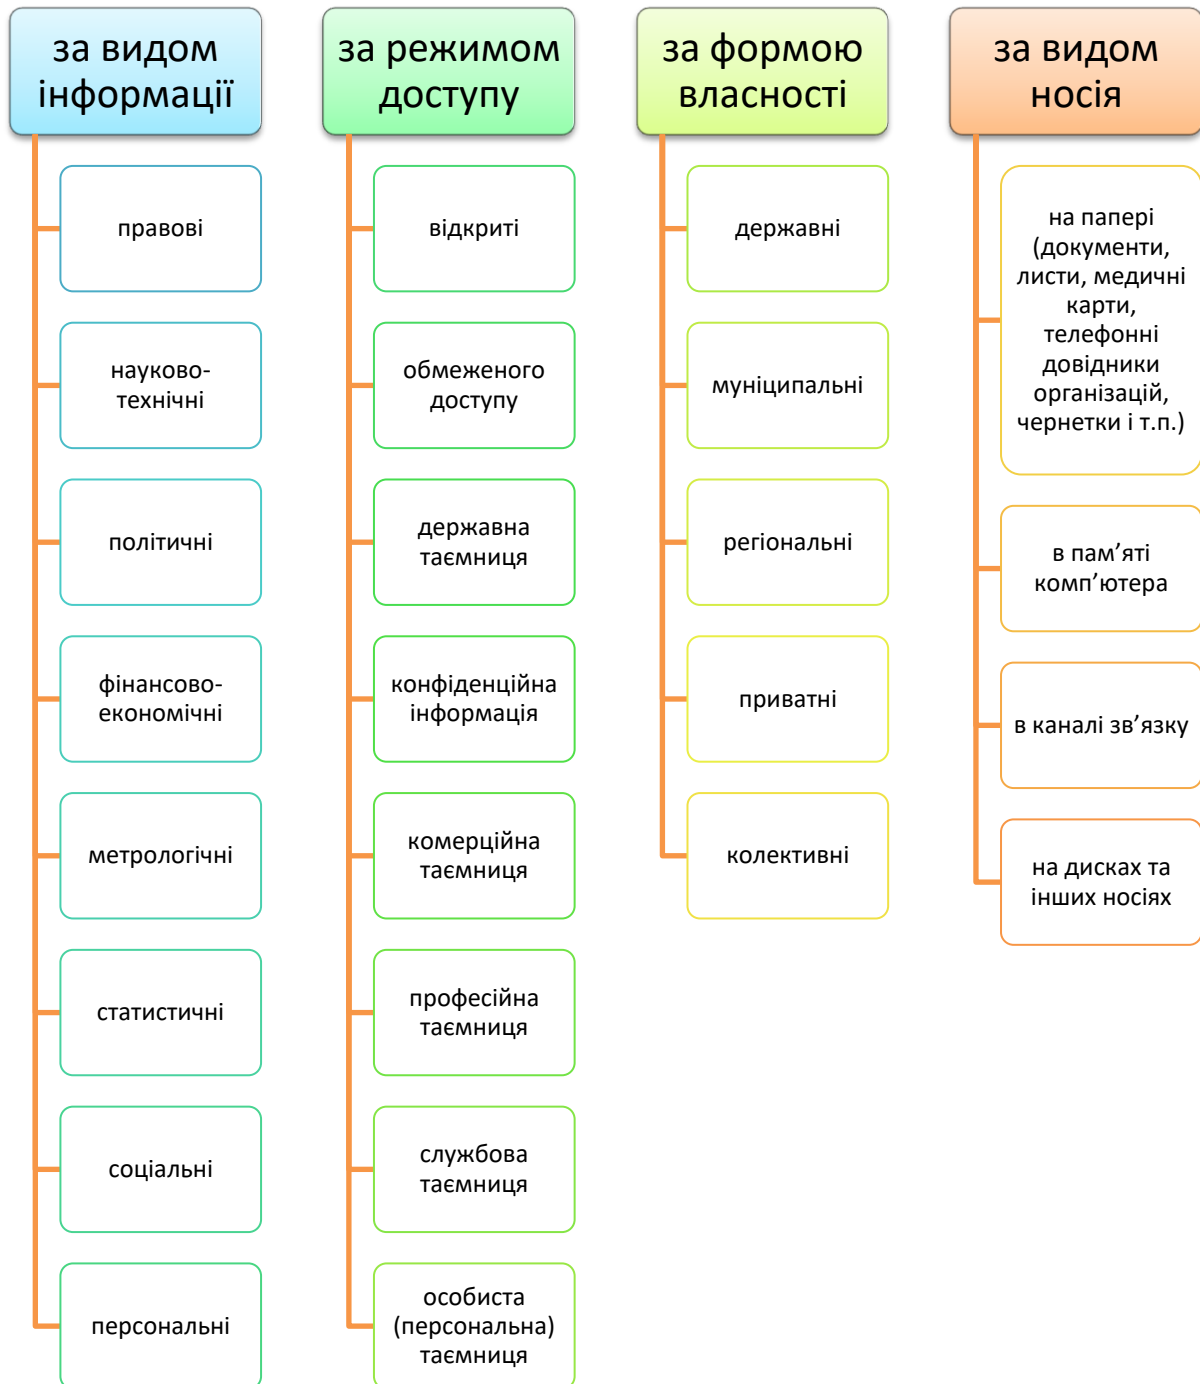 за видом
інформації
правові
науково-
технічні
політичні
фінансово-
економічні
метрологічні
статистичні
соціальні
персональні
за режимом
доступу
відкриті
обмеженого
доступу
державна
таємниця
конфіденційна
інформація
комерційна
таємниця
професійна
таємниця
службова
таємниця
особиста
(персональна)
таємниця
за формою
власності
державні
муніципальні
регіональні
приватні
колективні
за видом
носія
на папері
(документи,
листи, медичні
карти,
телефонні
довідники
організацій,
чернетки і т.п.)
в пам’яті
комп’ютера
в каналі зв’язку
на дисках та
інших носіях